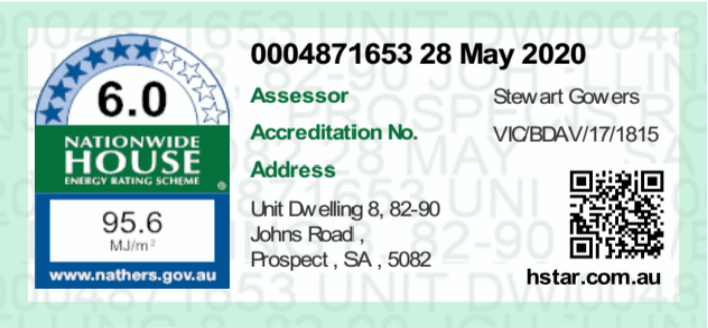 0004871653 28 May 2020
6.0
NATIONWIDE
HOUSE
ENERGY RATING SCHEME
95.6
MJ/m²
www.nathers.gov.au
Assessor Stewart Gowers
Accreditation No. VIC/BDAV/17/1815
Address
Unit Dwelling 8, 82-90
Johns Road ,
Prospect , SA , 5082
hstar.com.au